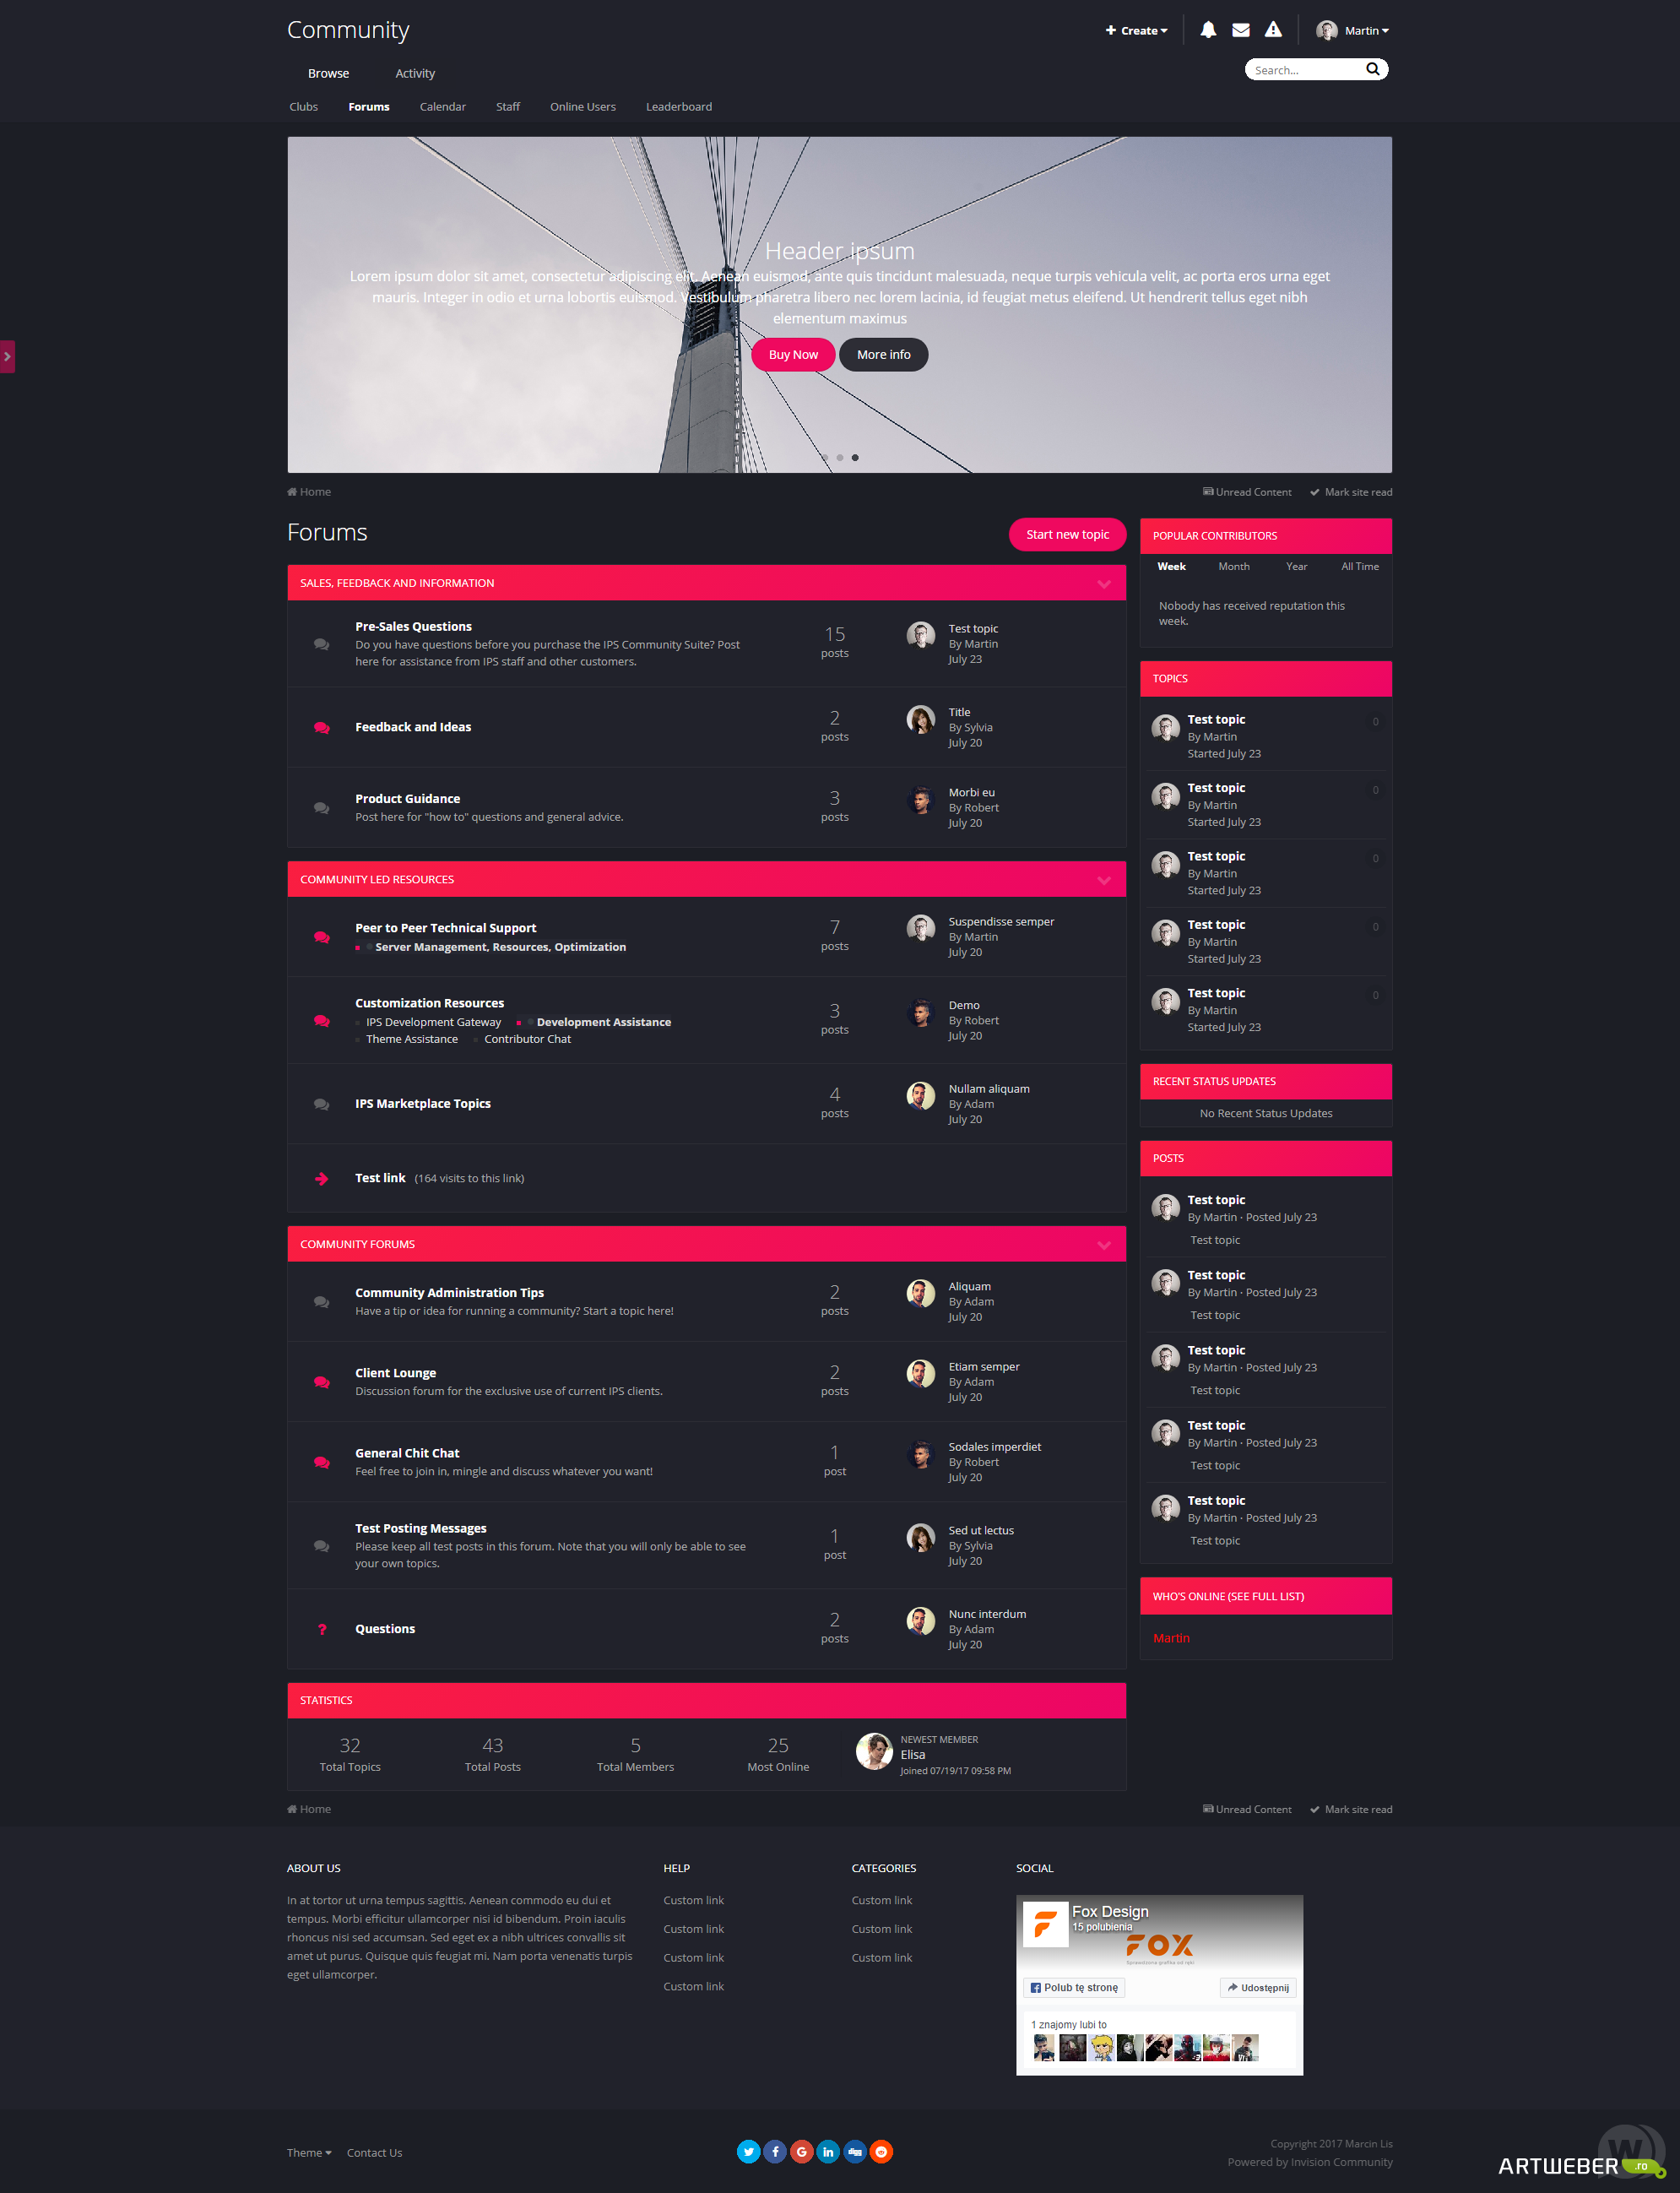 Community
Create
Martin
Browse
Activity
Search...
Clubs
Forums
Calendar
Staff
Online Users
Leaderboard
Header ipsum
Lorem ipsum dolor sit amet, consectetur adipiscing elit. Aenean euismod, ante quis tincidunt malesuada, neque turpis vehicula velit, ac porta eros urna eget
mauris. Integer in odio et urna lobortis euismod. Vestibulum pharetra libero nec lorem lacinia, id feugiat metus eleifend. Ut hendrerit tellus eget nibh
elementum maximus
Buy Now
More info
Home
Unread Content
Mark site read
Forums
Start new topic
SALES, FEEDBACK AND INFORMATION
Pre-Sales Questions
Do you have questions before you purchase the IPS Community Suite? Post
here for assistance from IPS staff and other customers.
15
posts
Test topic
By Martin
July 23
Feedback and Ideas
2
posts
Title
By Sylvia
July 20
Product Guidance
Post here for "how to" questions and general advice.
3
posts
Morbi eu
By Robert
July 20
COMMUNITY LED RESOURCES
Peer to Peer Technical Support
Server Management, Resources, Optimization
7
posts
Suspendisse semper
By Martin
July 20
Customization Resources
IPS Development Gateway
Development Assistance
Theme Assistance
Contributor Chat
3
posts
Demo
By Robert
July 20
IPS Marketplace Topics
4
posts
Nullam aliquam
By Adam
July 20
Test link (164 visits to this link)
COMMUNITY FORUMS
Community Administration Tips
Have a tip or idea for running a community? Start a topic here!
2
posts
Aliquam
By Adam
July 20
Client Lounge
Discussion forum for the exclusive use of current IPS clients.
2
posts
Etiam semper
By Adam
July 20
General Chit Chat
Feel free to join in, mingle and discuss whatever you want!
1
post
Sodales imperdiet
By Robert
July 20
Test Posting Messages
Please keep all test posts in this forum. Note that you will only be able to see
your own topics.
1
post
Sed ut lectus
By Sylvia
July 20
Questions
2
posts
Nunc interdum
By Adam
July 20
STATISTICS
32
Total Topics
43
Total Posts
5
Total Members
25
Most Online
NEWEST MEMBER
Elisa
Joined 07/19/17 09:58 PM
POPULAR CONTRIBUTORS
Week
Month
Year
All Time
Nobody has received reputation this
week.
TOPICS
Test topic
0
By Martin
Started July 23
Test topic
0
By Martin
Started July 23
Test topic
0
By Martin
Started July 23
Test topic
0
By Martin
Started July 23
Test topic
0
By Martin
Started July 23
RECENT STATUS UPDATES
No Recent Status Updates
POSTS
Test topic
By Martin · Posted July 23
Test topic
Test topic
By Martin · Posted July 23
Test topic
Test topic
By Martin · Posted July 23
Test topic
Test topic
By Martin · Posted July 23
Test topic
Test topic
By Martin · Posted July 23
Test topic
WHO'S ONLINE (SEE FULL LIST)
Martin
Home
Unread Content
Mark site read
ABOUT US
In at tortor ut urna tempus sagittis. Aenean commodo eu dui et
tempus. Morbi efficitur ullamcorper nisi id bibendum. Proin iaculis
rhoncus nisi sed accumsan. Sed eget ex a nibh ultrices convallis sit
amet ut purus. Quisque quis feugiat mi. Nam porta venenatis turpis
eget ullamcorper.
HELP
Custom link
Custom link
Custom link
Custom link
CATEGORIES
Custom link
Custom link
Custom link
SOCIAL
Fox Design
15 polubienia
FOX
Polub tę stronę
Udostępnij
1 znajomy lubi to
Theme
Contact Us
Copyright 2017 Marcin Lis
Powered by Invision Community
ARTWEBER.ro